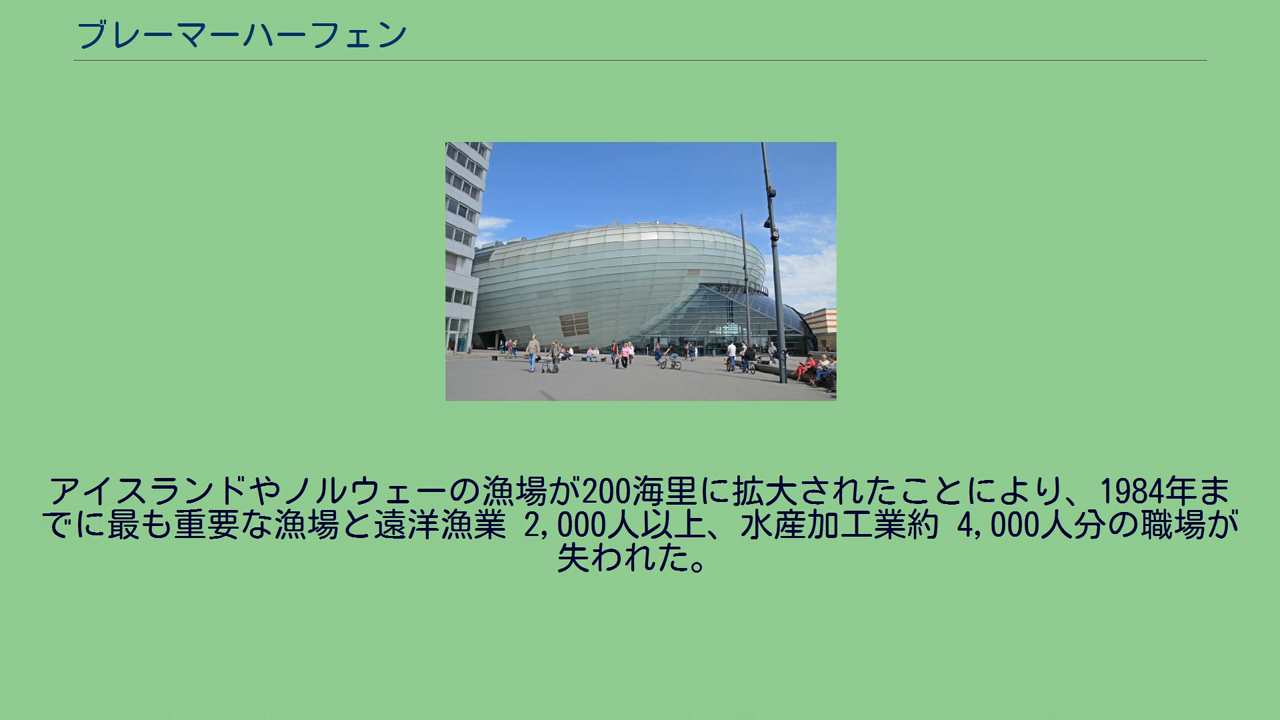 ブレーマーハーフェン
アイスランドやノルウェーの漁場が200海里に拡大されたことにより、1984年ま
でに最も重要な漁場と遠洋漁業 2,000人以上、水産加工業約 4,000人分の職場が
失われた。